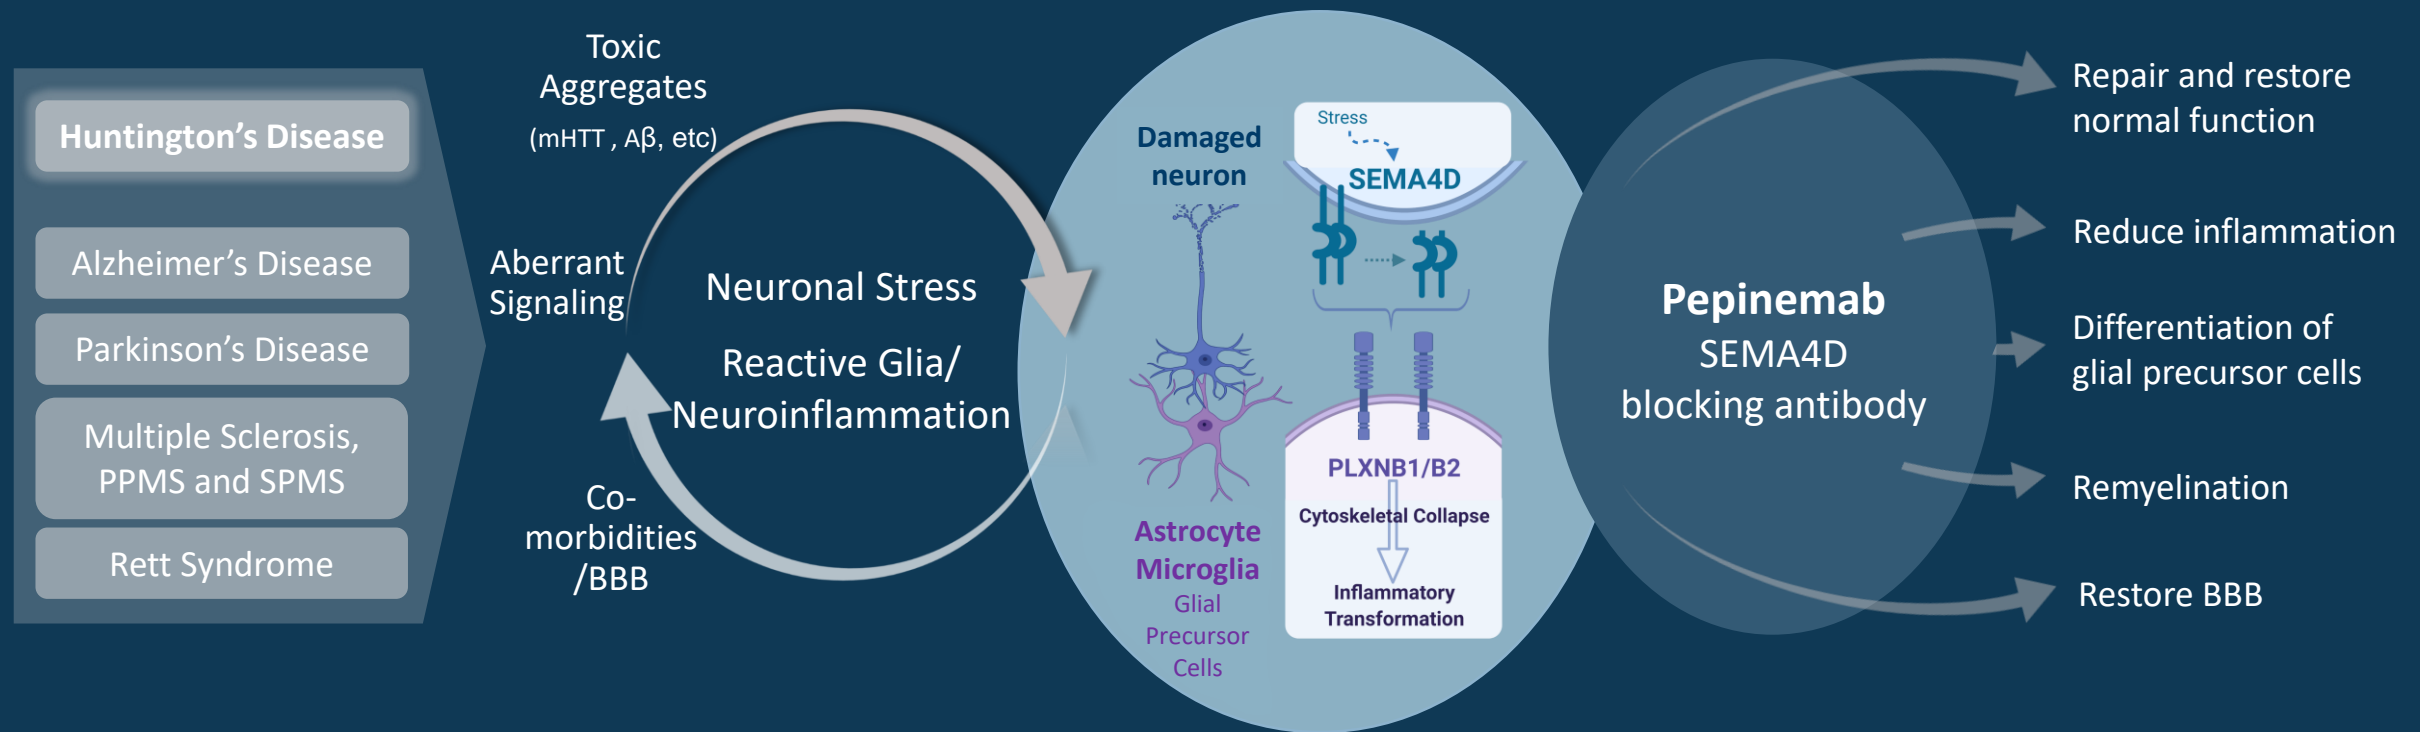 Huntington's Disease
Alzheimer's Disease
Parkinson's Disease
Multiple Sclerosis,
PPMS and SPMS
Rett Syndrome
Toxic
Aggregates
(mHTT , Aβ, etc)
Aberrant
Signaling
Co-
morbidities
/BBB
Neuronal Stress
Reactive Glia/
Neuroinflammation
Damaged
neuron
Astrocyte
Microglia
Glial
Precursor
Cells
Stress
SEMA4D
PLXNB1/B2
Cytoskeletal Collapse
Inflammatory
Transformation
Pepinemab
SEMA4D
blocking antibody
Repair and restore
normal function
Reduce inflammation
Differentiation of
glial precursor cells
Remyelination
Restore BBB